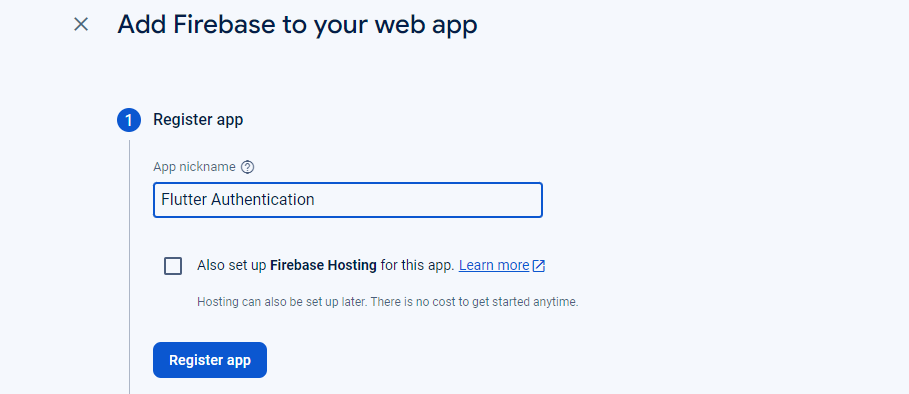 Add Firebase to your web app
1 Register app
App nickname
Flutter Authentication
Also set up Firebase Hosting for this app. Learn more
Hosting can also be set up later. There is no cost to get started anytime.
Register app